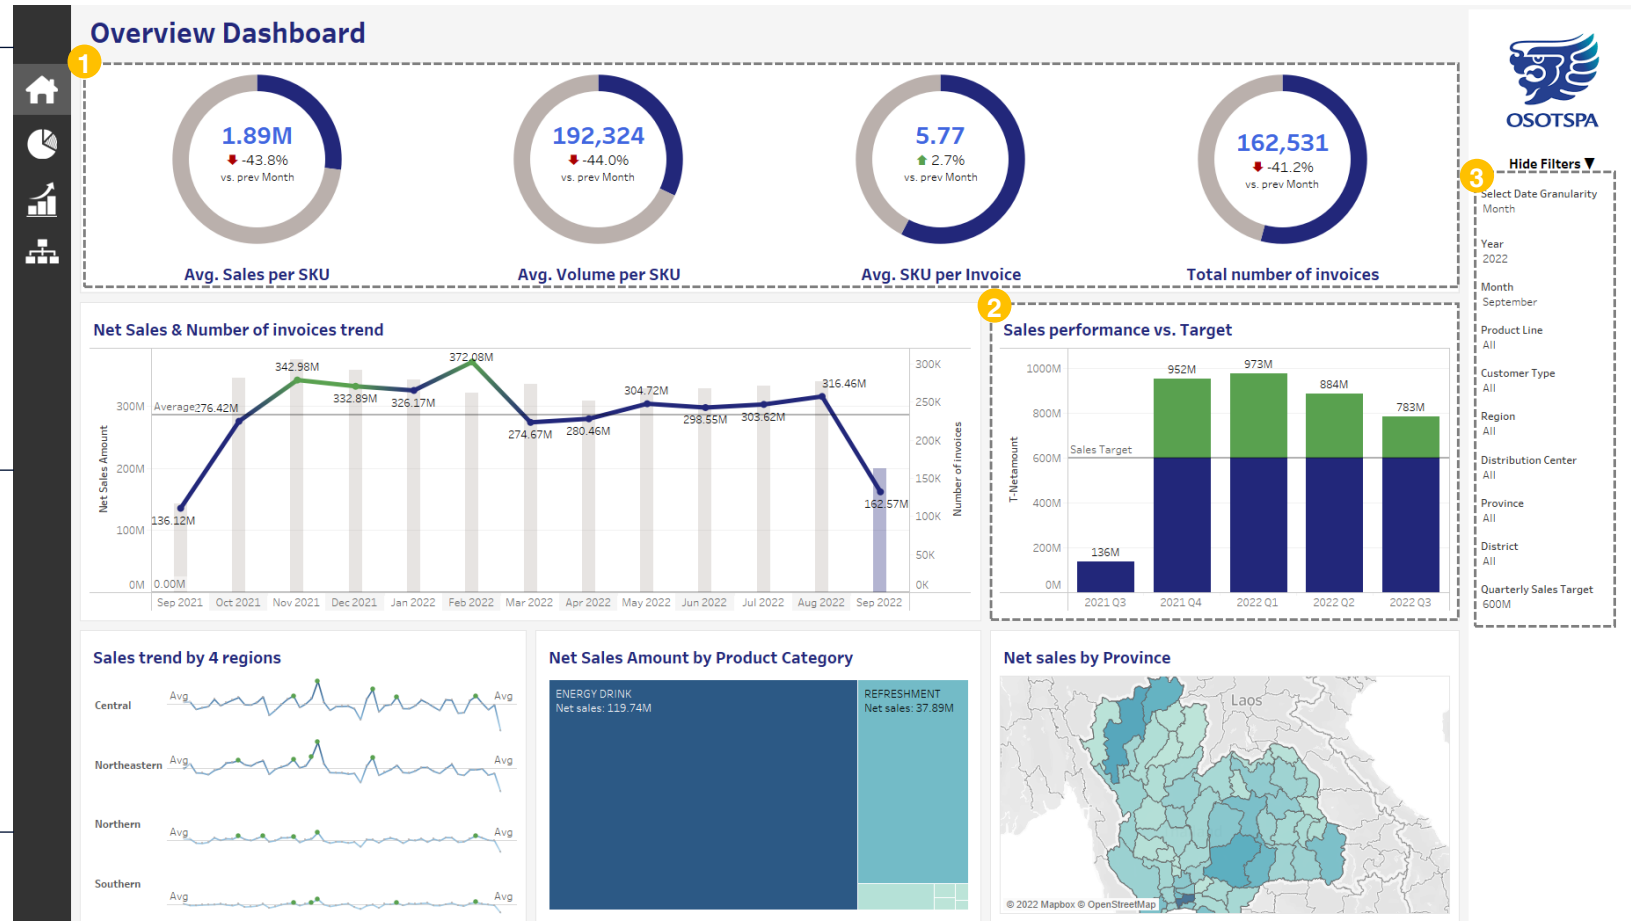 Overview Dashboard
1
1.89M
-43.8%
vs. prev Month
Avg. Sales per SKU
192,324
-44.0%
vs. prev Month
Avg. Volume per SKU
5.77
2.7%
vs. prev Month
Avg. SKU per Invoice
162,531
-41.2%
vs. prev Month
Total number of invoices
OSOTSPA
Hide Filters ▼
3
Select Date Granularity
Month
Year
2022
Month
September
Product Line
All
Customer Type
All
Region
All
Distribution Center
All
Province
All
District
All
Quarterly Sales Target
600M
Net Sales & Number of invoices trend
Net Sales Amount
300M
200M
100M
0M
Average
136.12M
276.42M
342.98M
332.89M
326.17M
372.08M
274.67M
280.46M
304.72M
298.55M
303.62M
316.46M
162.57M
0.00M
300K
250K
200K
150K
100K
50K
0K
Number of invoices
Sep 2021
Oct 2021
Nov 2021
Dec 2021
Jan 2022
Feb 2022
Mar 2022
Apr 2022
May 2022
Jun 2022
Jul 2022
Aug 2022
Sep 2022
2
Sales performance vs. Target
T-Netamount
1000M
800M
600M
400M
200M
0M
Sales Target
136M
952M
973M
884M
783M
2021 Q3
2021 Q4
2022 Q1
2022 Q2
2022 Q3
Sales trend by 4 regions
Central
Avg
Avg
Northeastern
Avg
Avg
Northern
Avg
Avg
Southern
Avg
Avg
Net Sales Amount by Product Category
ENERGY DRINK
Net sales: 119.74M
REFRESHMENT
Net sales: 37.89M
Net sales by Province
Laos
© 2022 Mapbox © OpenStreetMap